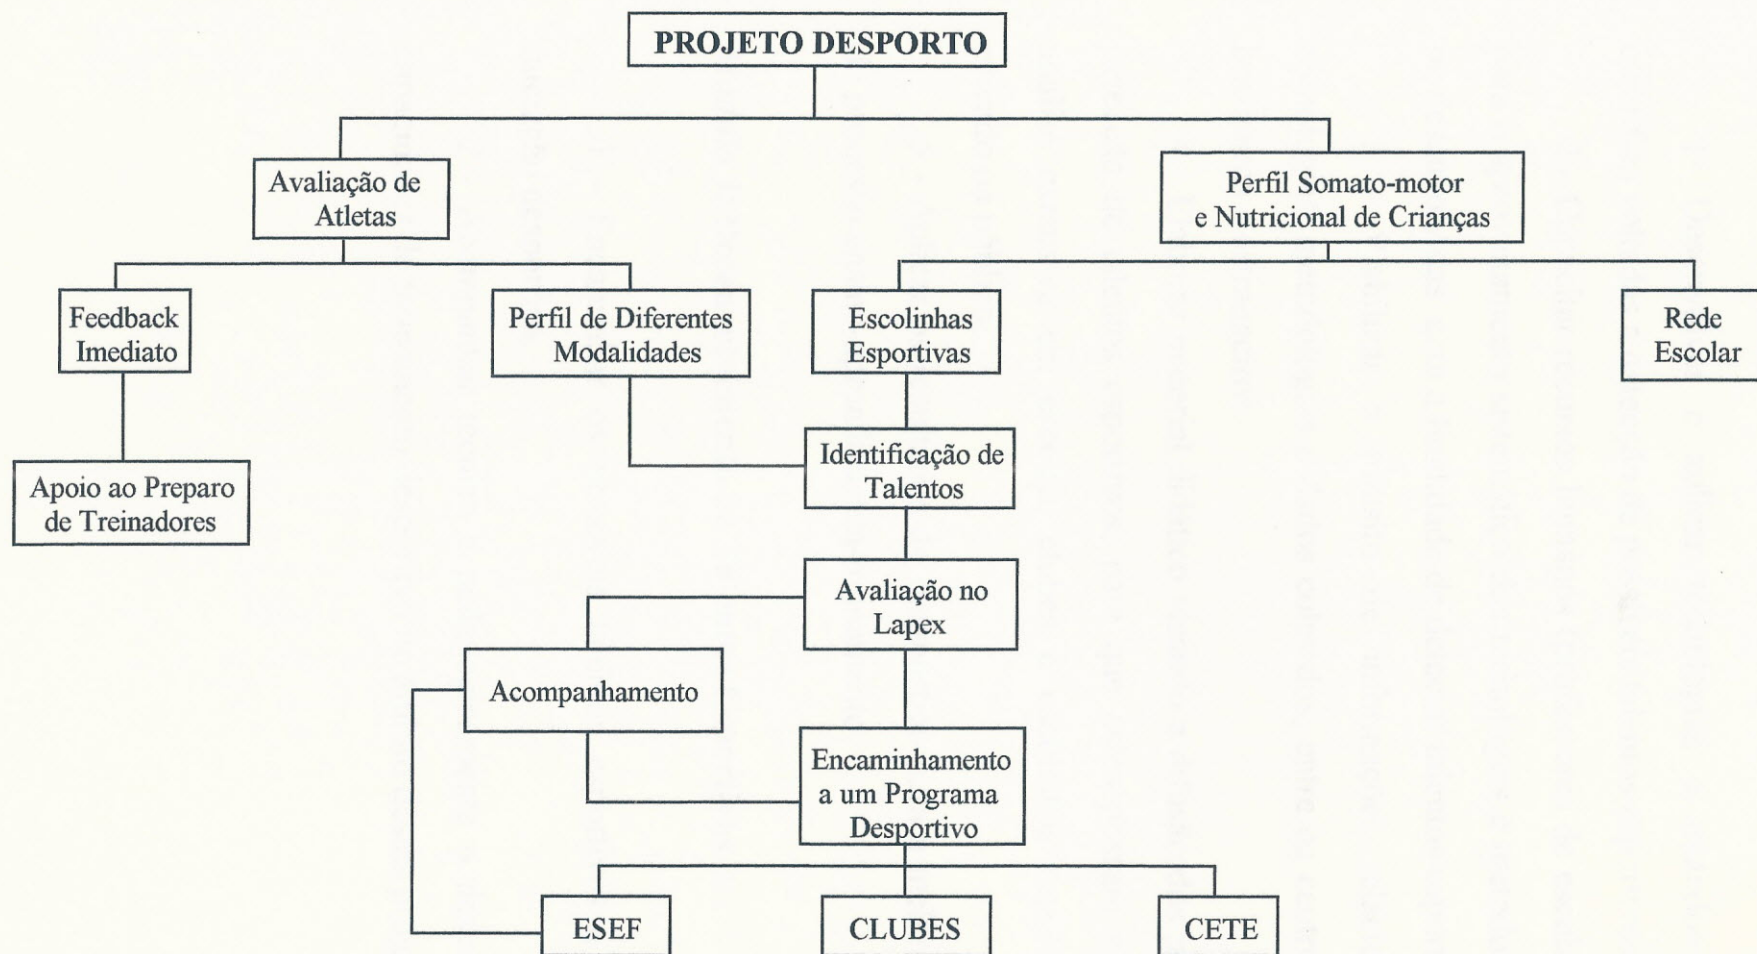 PROJETO DESPORTO
Avaliação de
Atletas
Perfil Somato-motor
e Nutricional de Crianças
Feedback
Imediato
Perfil de Diferentes
Modalidades
Escolinhas
Esportivas
Rede
Escolar
Apoio ao Preparo
de Treinadores
Identificação de
Talentos
Avaliação no
Lapex
Acompanhamento
Encaminhamento
a um Programa
Desportivo
ESEF
CLUBES
CETE